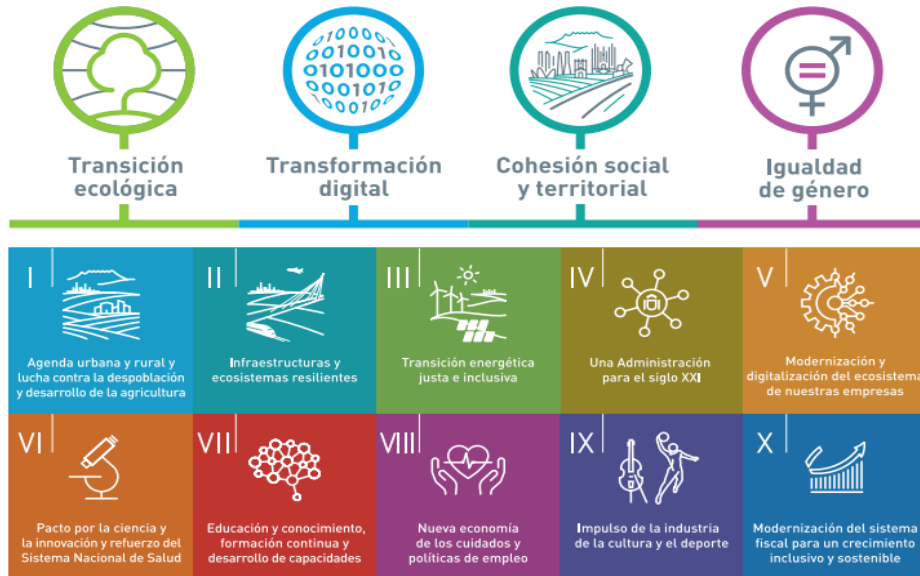 001001
0101000
000101
Transición
ecológica
Transformación
digital
Cohesión social
y territorial
Igualdad
de género
I
Agenda urbana y rural y
lucha contra la despoblación
y desarrollo de la agricultura
II
Infraestructuras y
ecosistemas resilientes
III
Transición energética
justa e inclusiva
IV
Una Administración
para el siglo XXI
V
Modernización y
digitalización del ecosistema
de nuestras empresas
VI
Pacto por la ciencia y
la innovación y refuerzo del
Sistema Nacional de Salud
VII
Educación y conocimiento,
formación continua y
desarrollo de capacidades
VIII
Nueva economía
de los cuidados y
políticas de empleo
IX
Impulso de la industria
de la cultura y el deporte
X
Modernización del sistema
fiscal para un crecimiento
inclusivo y sostenible